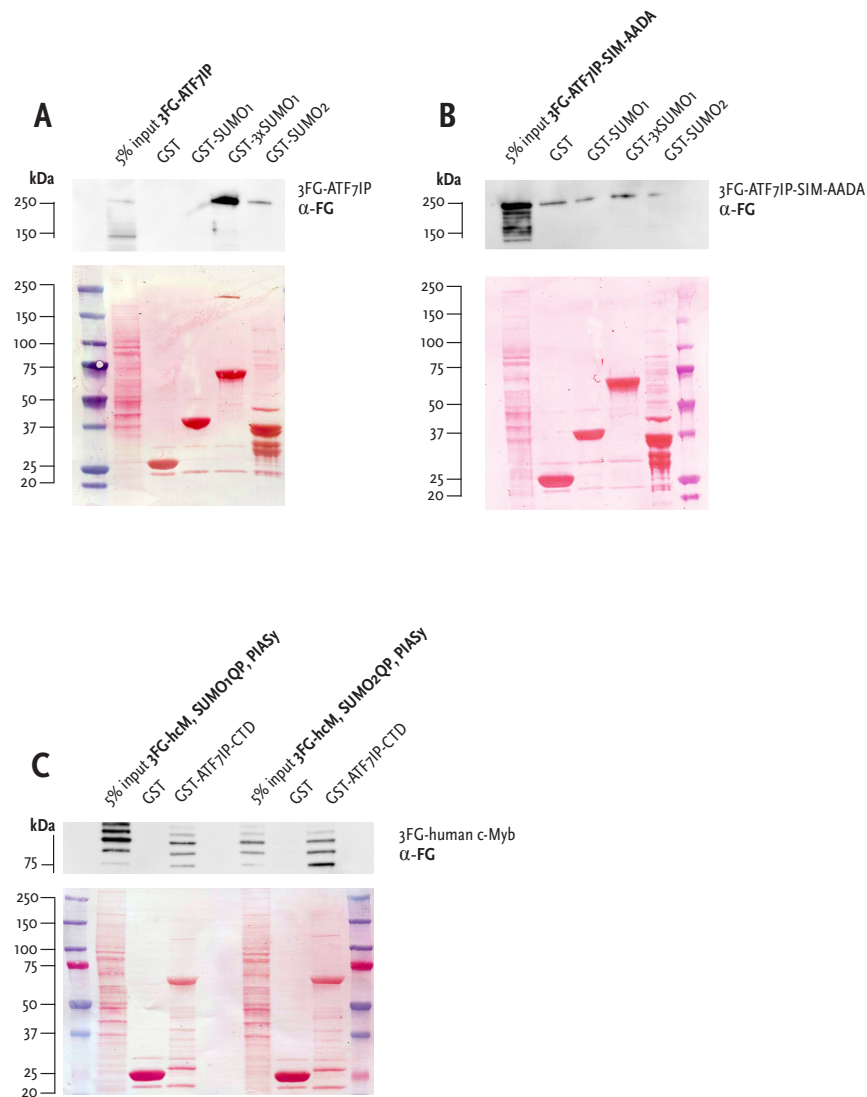 A
5% input 3FG-ATF7IP
GST
GST-SUMO1
GST-3xSUMO1
GST-SUMO2
kDa
250
150
3FG-ATF7IP
α-FG
250
150
100
75
50
37
25
20
B
5% input 3FG-ATF7IP-SIM-AADA
GST
GST-SUMO1
GST-3xSUMO1
GST-SUMO2
kDa
250
150
3FG-ATF7IP-SIM-AADA
α-FG
250
150
100
75
50
37
25
20
C
5% input 3FG-hcM, SUMO1QP, PIASy
GST
GST-ATF7IP-CTD
5% input 3FG-hcM, SUMO2QP, PIASy
GST
GST-ATF7IP-CTD
kDa
75
3FG-human c-Myb
α-FG
250
150
100
75
50
37
25
20